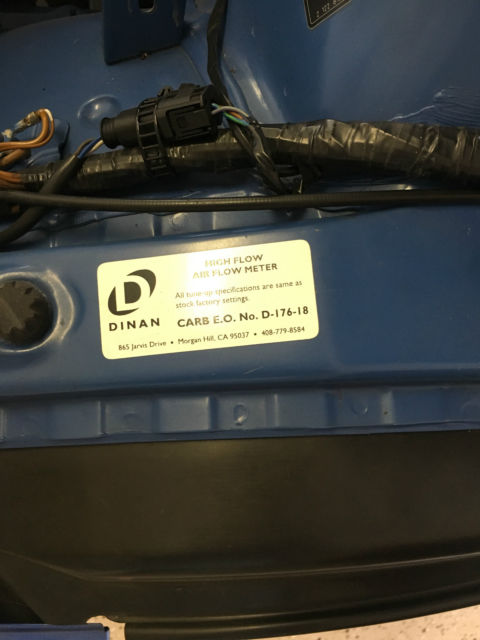 HIGH FLOW
AIR FLOW METER
All tune-up specifications are same as
stock factory settings.
DINAN
CARB E.O. No. D-176-18
865 Jarvis Drive • Morgan Hill, CA 95037 • 408-779-8584